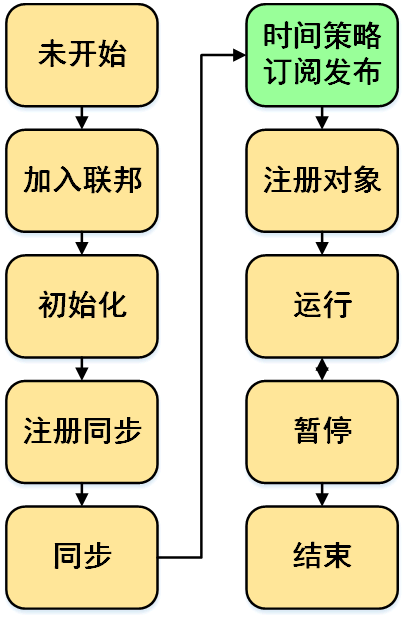 未开始
加入联邦
初始化
注册同步
同步
时间策略
订阅发布
注册对象
运行
暂停
结束